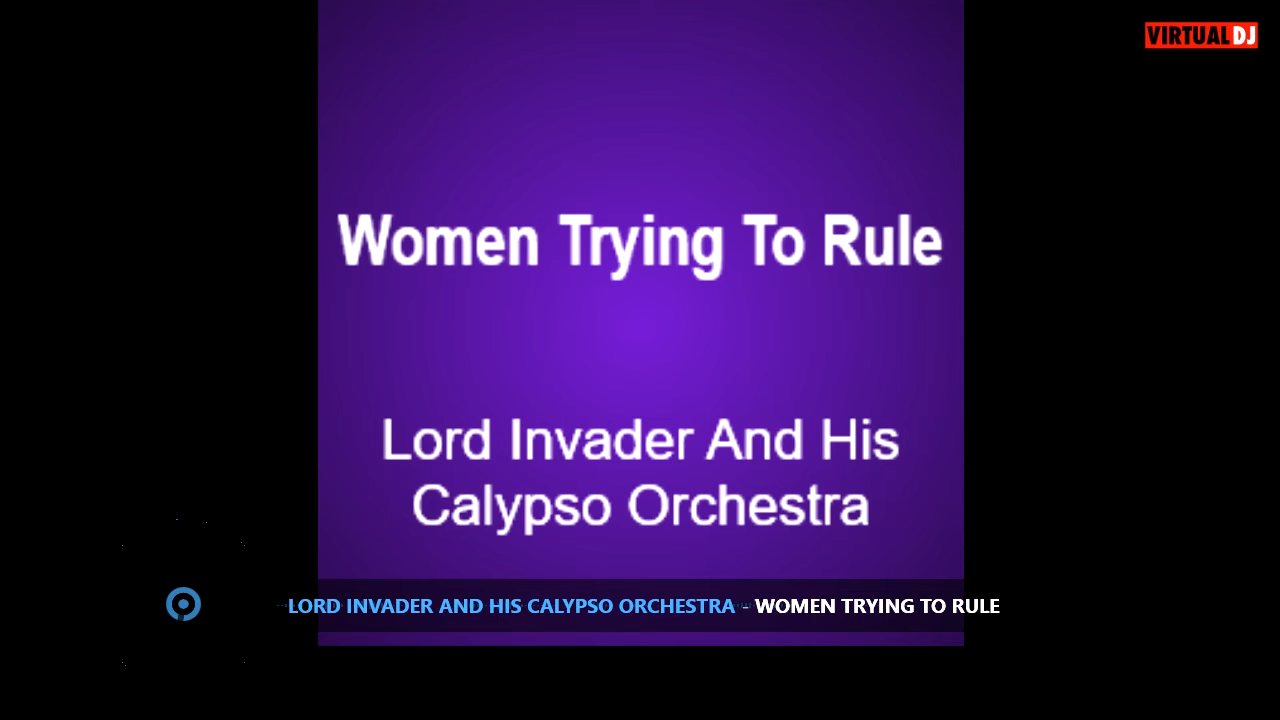 VIRTUALDJ
Women Trying To Rule
Lord Invader And His
Calypso Orchestra
LORD INVADER AND HIS CALYPSO ORCHESTRA - WOMEN TRYING TO RULE